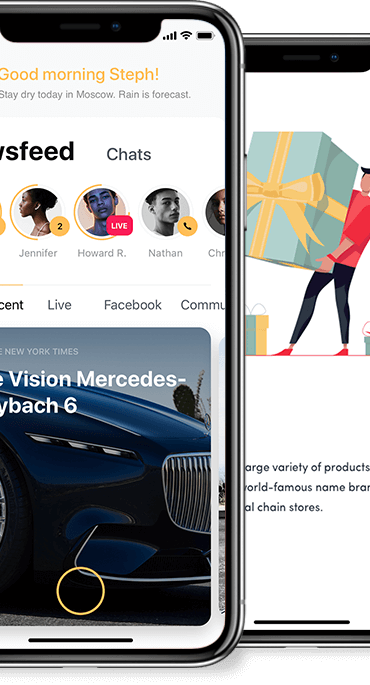 Good morning Steph!
Stay dry today in Moscow. Rain is forecast.
wsfeed
Chats
2
LIVE
Jennifer
Howard R.
Nathan
Chr
cent
Live
Facebook
Commu
E NEW YORK TIMES
e Vision Mercedes-
ybach 6
arge variety of products
world-famous name bran
al chain stores.